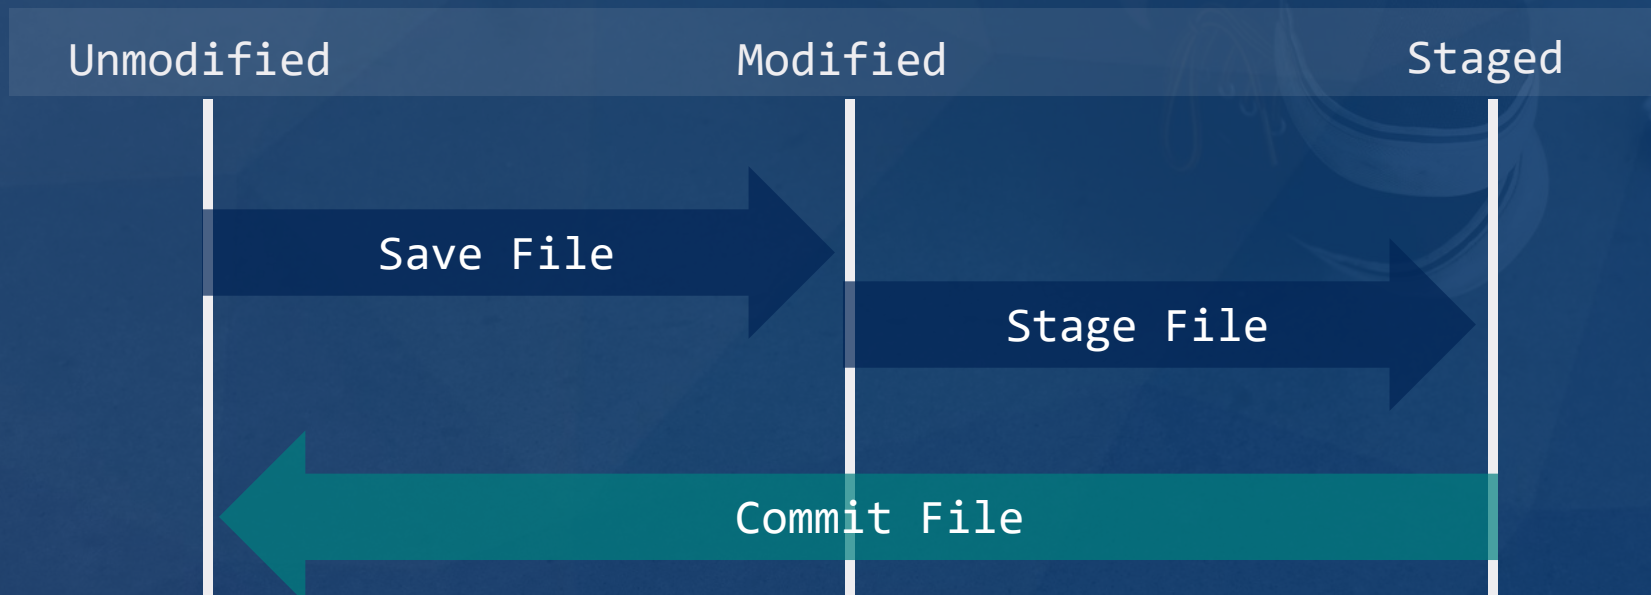 Unmodified
Modified
Staged
Save File
Stage File
Commit File